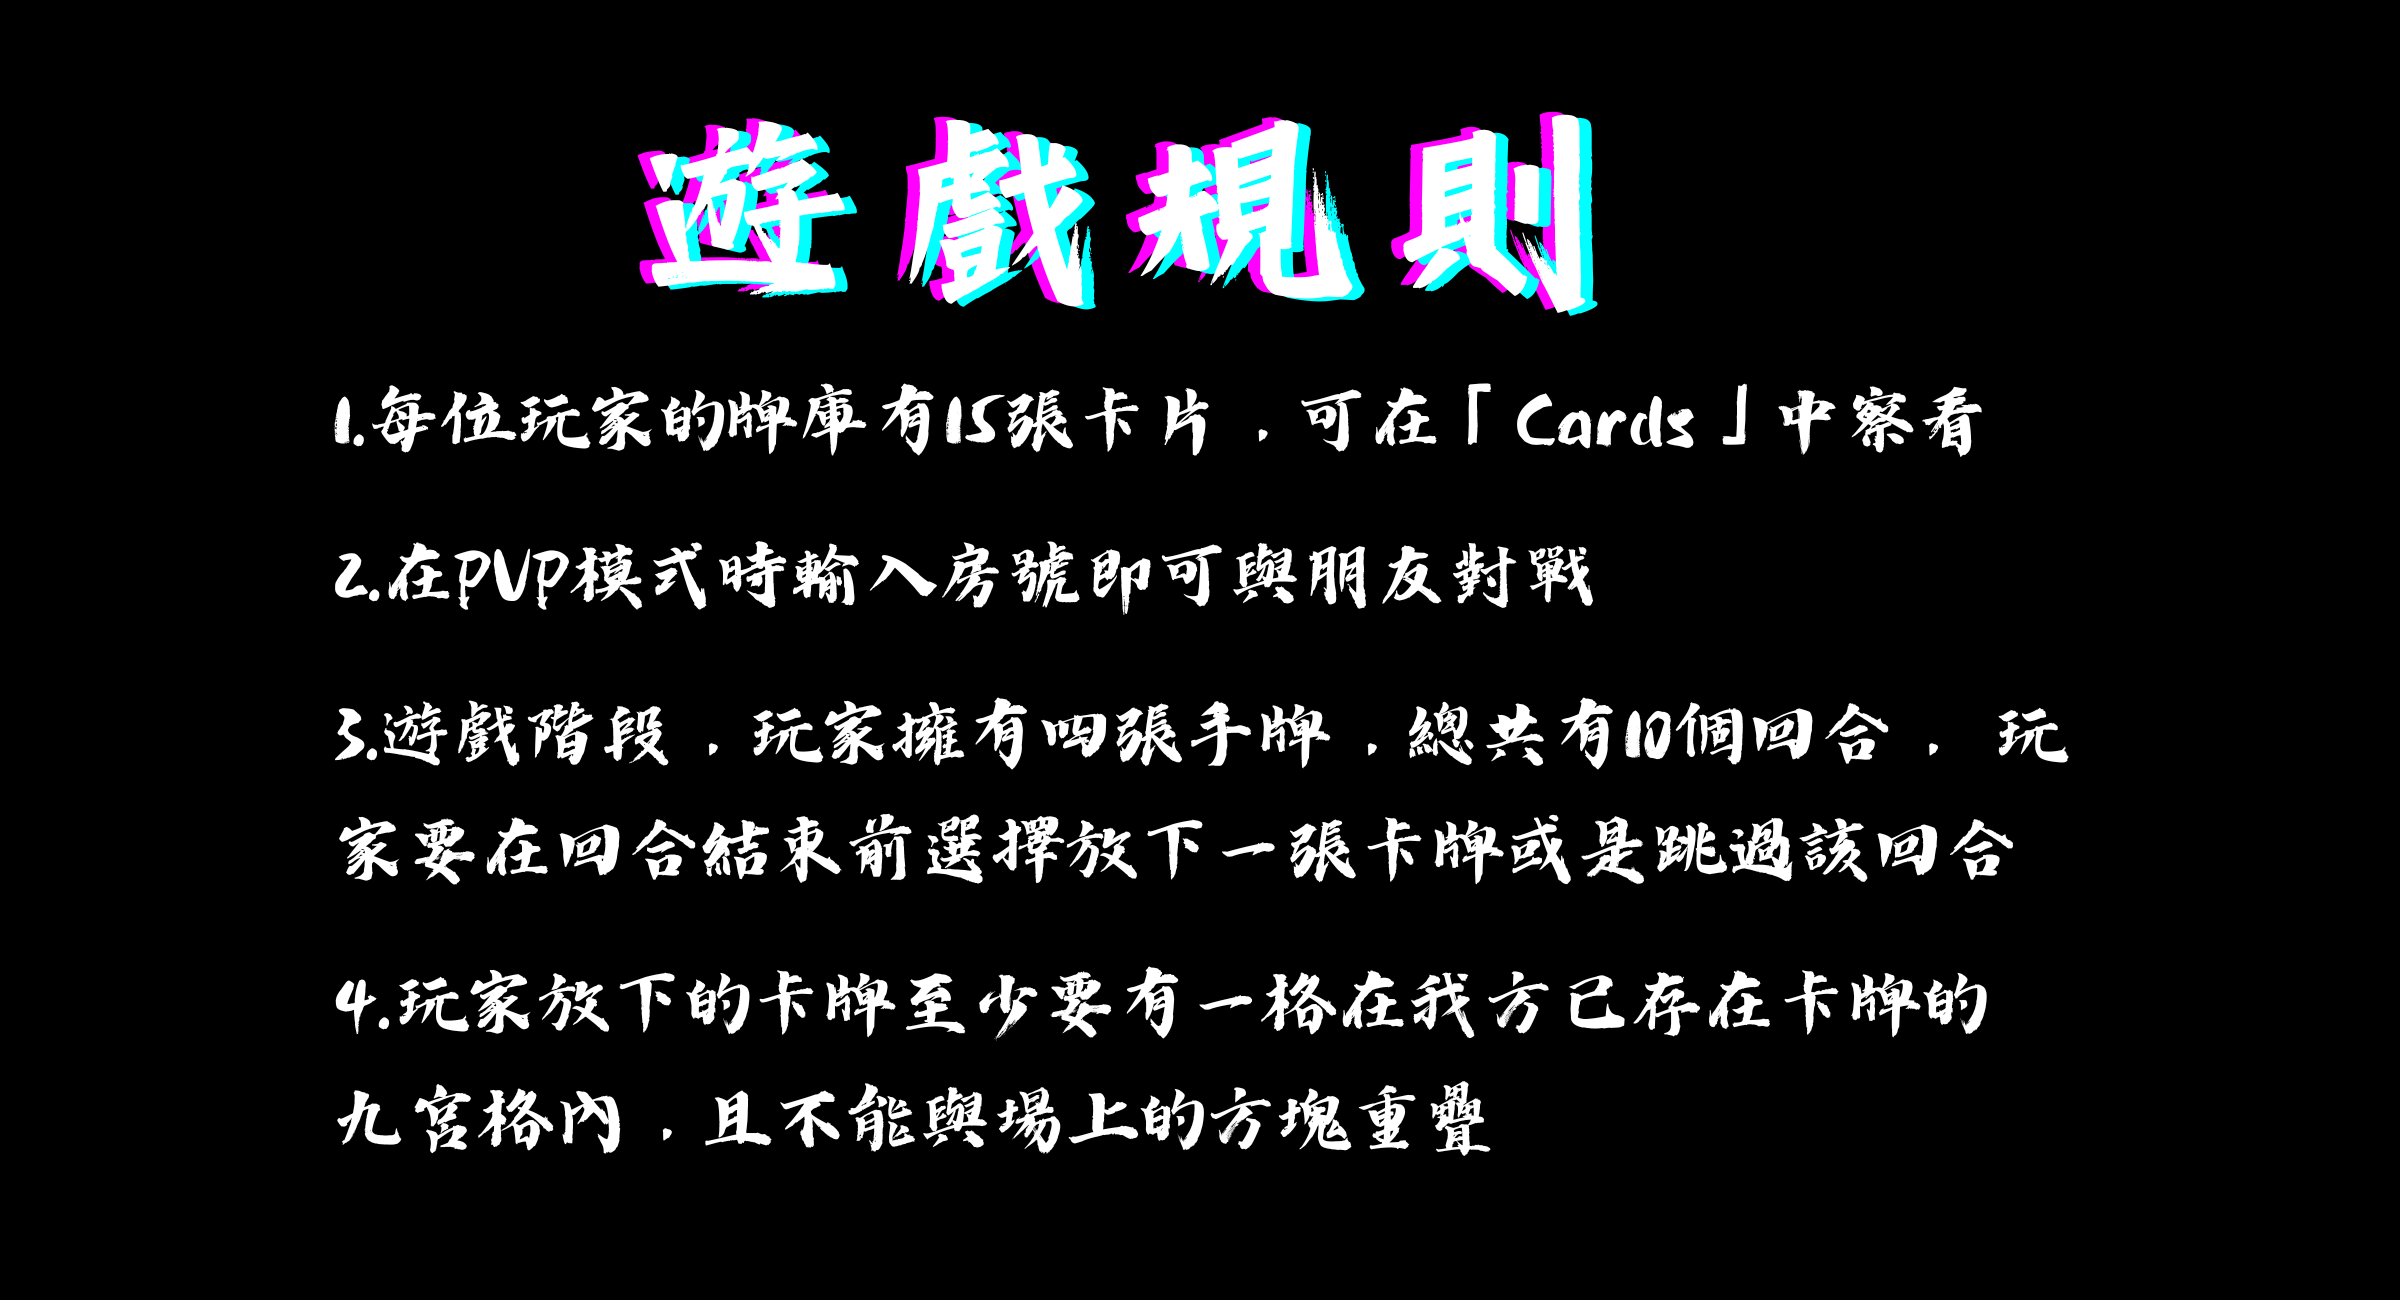 遊戲規則
1.每位玩家的牌庫有15張卡片，可在「Cards」中察看
2.在PVP模式時輸入房號即可與朋友對戰
3.遊戲階段，玩家擁有四張手牌，總共有10個回合， 玩
家要在回合結束前選擇放下一張卡牌或是跳過該回合
4.玩家放下的卡牌至少要有一格在我方已存在卡牌的
九宮格內，且不能與場上的方塊重疊